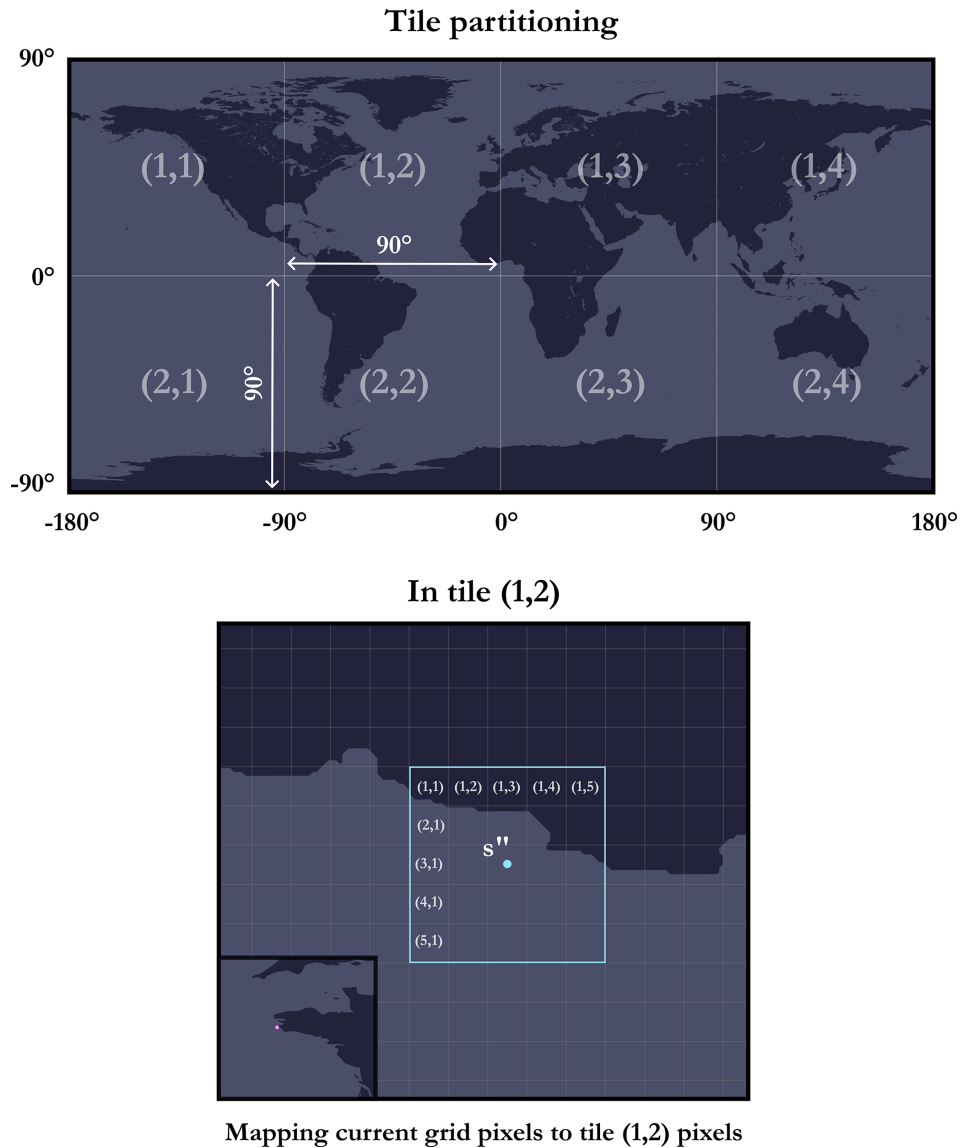 Tile partitioning
90°
(1,1) (1,2) (1,3) (1,4)
90°
0°
(2,1) (2,2) (2,3) (2,4)
90°
-90°
-180° -90° 0° 90° 180°
In tile (1,2)
(1,1) (1,2) (1,3) (1,4) (1,5)
(2,1)
s"
(3,1)
(4,1)
(5,1)
Mapping current grid pixels to tile (1,2) pixels